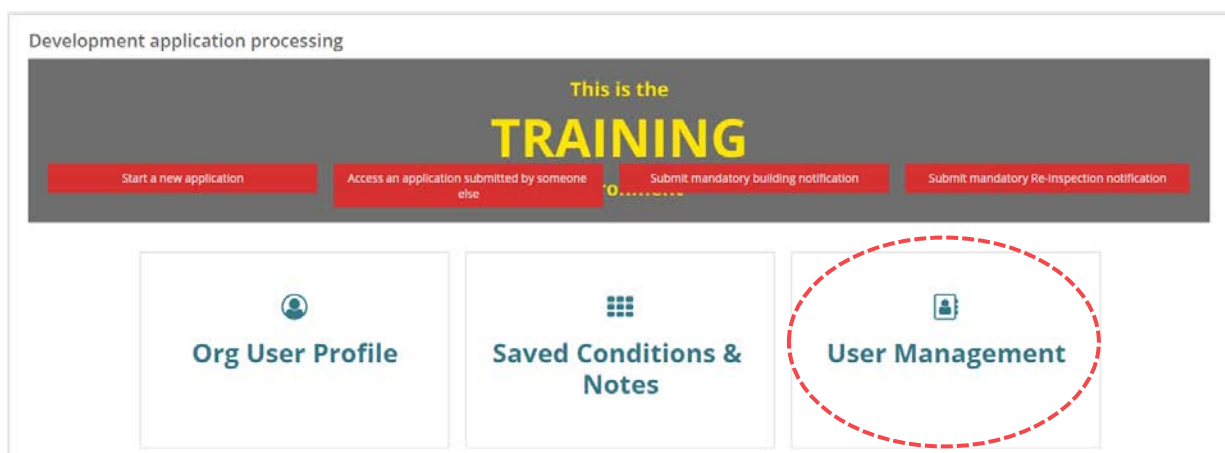 Development application processing
This is the
TRAINING
Start a new application
Access an application submitted by someone
else
Submit mandatory building notification
Submit mandatory Re-Inspection notification
Org User Profile
Saved Conditions &
Notes
User Management